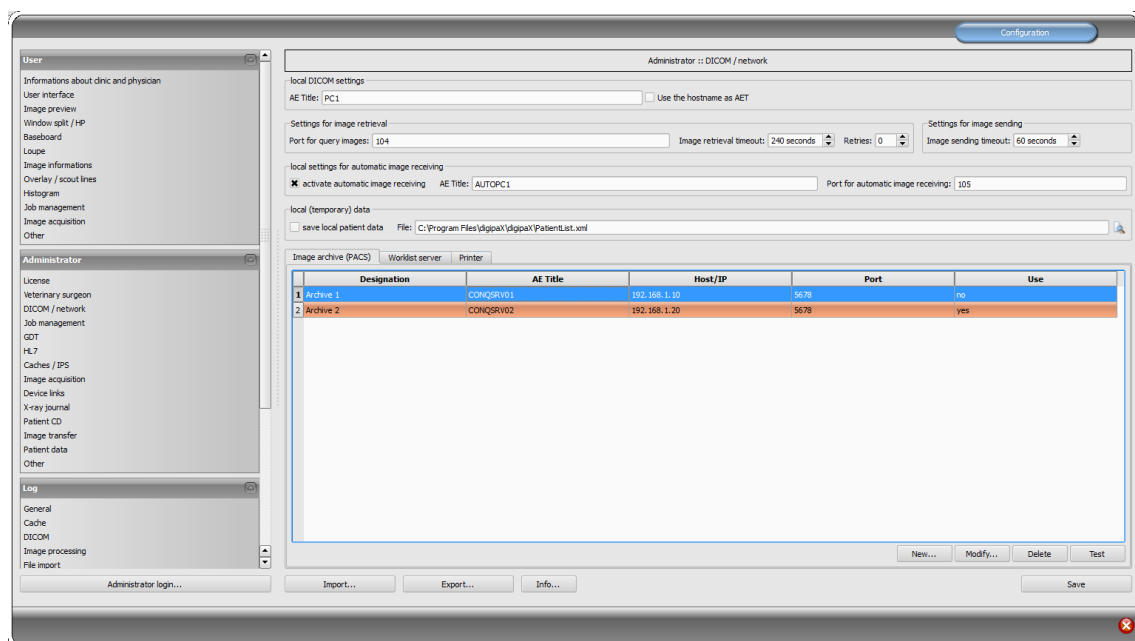 Configuration
User
Informations about clinic and physician
User interface
Image preview
Window split / HP
Baseboard
Loupe
Image informations
Overlay / scout lines
Histogram
Job management
Image acquisition
Other
Administrator
License
Veterinary surgeon
DICOM / network
Job management
GDT
HL7
Caches / IPS
Image acquisition
Device links
X-ray journal
Patient CD
Image transfer
Patient data
Other
Log
General
Cache
DICOM
Image processing
File import
Administrator login...
Administrator :: DICOM / network
local DICOM settings
AE Title: PC1 Use the hostname as AET
Settings for image retrieval
Port for query images: 104 Image retrieval timeout: 240 seconds Retries: 0
Settings for image sending
Image sending timeout: 60 seconds
local settings for automatic image receiving
activate automatic image receiving AE Title: AUTOPC1 Port for automatic image receiving: 105
local (temporary) data
save local patient data File: C:\Program Files\digipaX\digipaX\PatientList.xml
Image archive (PACS) Worklist server Printer
Designation AE Title Host/IP Port Use
1 Archive 1 CONQSRV01 192.168.1.10 5678 no
2 Archive 2 CONQSRV02 192.168.1.20 5678 yes
New... Modify... Delete Test
Import... Export... Info... Save